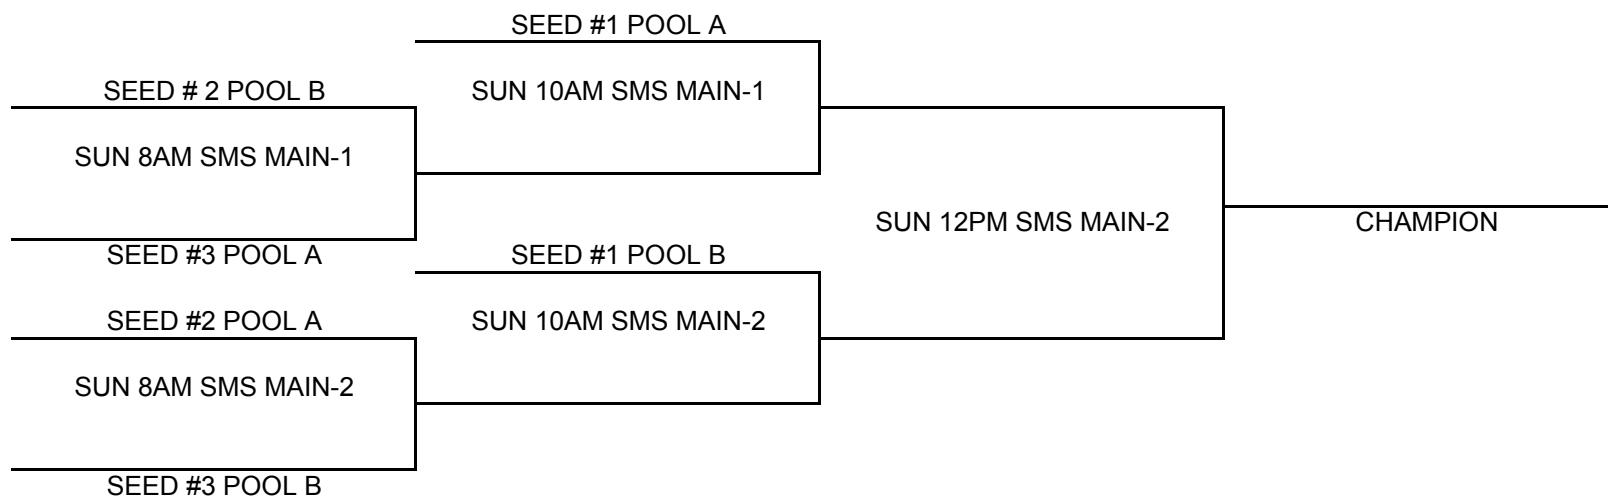 SEED #1 POOL A
SEED # 2 POOL B
SUN 10AM SMS MAIN-1
SUN 8AM SMS MAIN-1
SUN 12PM SMS MAIN-2
CHAMPION
SEED #3 POOL A
SEED #1 POOL B
SEED #2 POOL A
SUN 10AM SMS MAIN-2
SUN 8AM SMS MAIN-2
SEED #3 POOL B